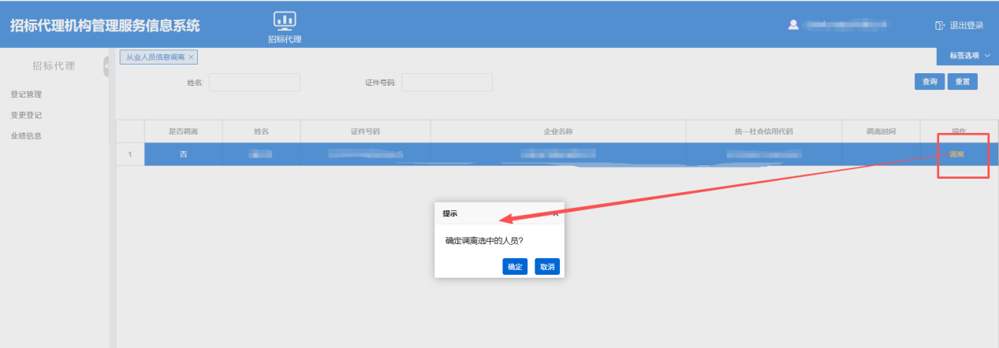 招标代理机构管理服务信息系统
招标代理
退出登录
招标代理
从业人员信息调离 ×
标签选项
姓名:
证件号码:
查询
重置
登记管理
变更登记
业绩信息
是否调离 姓名 证件号码 企业名称 统一社会信用代码 调离时间 操作
1 否 调离
提示
确定调离选中的人员?
确定 取消